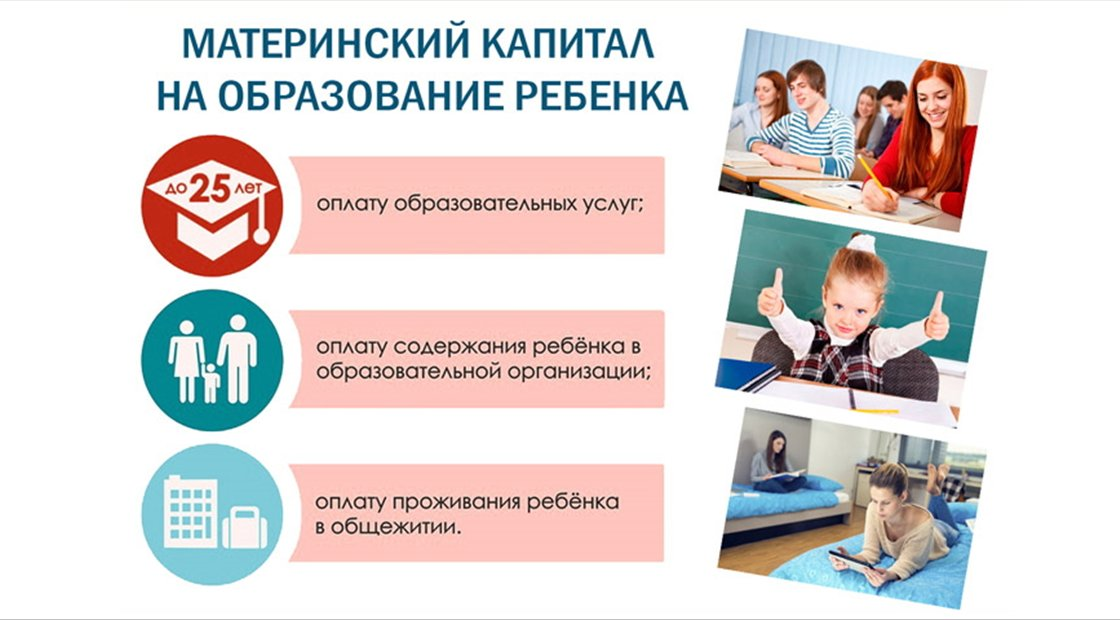 МАТЕРИНСКИЙ КАПИТАЛ
НА ОБРАЗОВАНИЕ РЕБЕНКА
до 25 лет
оплату образовательных услуг;
оплату содержания ребёнка в
образовательной организации;
оплату проживания ребёнка
в общежитии.